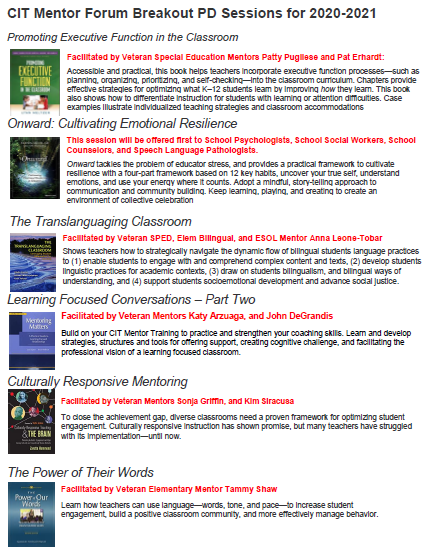 CIT Mentor Forum Breakout PD Sessions for 2020-2021
Promoting Executive Function in the Classroom
Facilitated by Veteran Special Education Mentors Patty Pugliese and Pat Erhardt:
Accessible and practical, this book helps teachers incorporate executive function processes—such as
planning, organizing, prioritizing, and self-checking—into the classroom curriculum. Chapters provide
effective strategies for optimizing what K–12 students learn by improving how they learn. This book
also shows how to differentiate instruction for students with learning or attention difficulties. Case
examples illustrate individualized teaching strategies and classroom accommodations
PROMOTING
EXECUTIVE
FUNCTION
IN THE
CLASSROOM
Onward: Cultivating Emotional Resilience
This session will be offered first to School Psychologists, School Social Workers, School
Counselors, and Speech Language Pathologists.
Onward tackles the problem of educator stress, and provides a practical framework to cultivate
resilience with a four-part framework based on 12 key habits, uncover your true self, understand
emotions, and use your energy where it counts. Adopt a mindful, story-telling approach to
communication and community building. Keep learning, playing, and creating to create an
environment of collective celebration
Onward
The Translanguaging Classroom
Facilitated by Veteran SPED, Elem Bilingual, and ESOL Mentor Anna Leone-Tobar
Shows teachers how to strategically navigate the dynamic flow of bilingual students language practices
to (1) enable students to engage with and comprehend complex content and texts, (2) develop students
linguistic practices for academic contexts, (3) draw on students bilingualism, and bilingual ways of
understanding, and (4) support students socioemotional development and advance social justice.
TRANSLANGUAGING
CLASSROOM
Learning Focused Conversations – Part Two
Facilitated by Veteran Mentors Katy Arzuaga, and John DeGrandis
Build on your CIT Mentor Training to practice and strengthen your coaching skills. Learn and develop
strategies, structures and tools for offering support, creating cognitive challenge, and facilitating the
professional vision of a learning focused classroom.
Mentoring
Matters
Culturally Responsive Mentoring
Facilitated by Veteran Mentors Sonja Griffin, and Kim Siracusa
To close the achievement gap, diverse classrooms need a proven framework for optimizing student
engagement. Culturally responsive instruction has shown promise, but many teachers have struggled
with its implementation—until now.
Culturally Responsive Teaching
& THE BRAIN
Zaretta Hammond
The Power of Their Words
Facilitated by Veteran Elementary Mentor Tammy Shaw
Learn how teachers can use language—words, tone, and pace—to increase student
engagement, build a positive classroom community, and more effectively manage behavior.
THE
Power of Our
Words